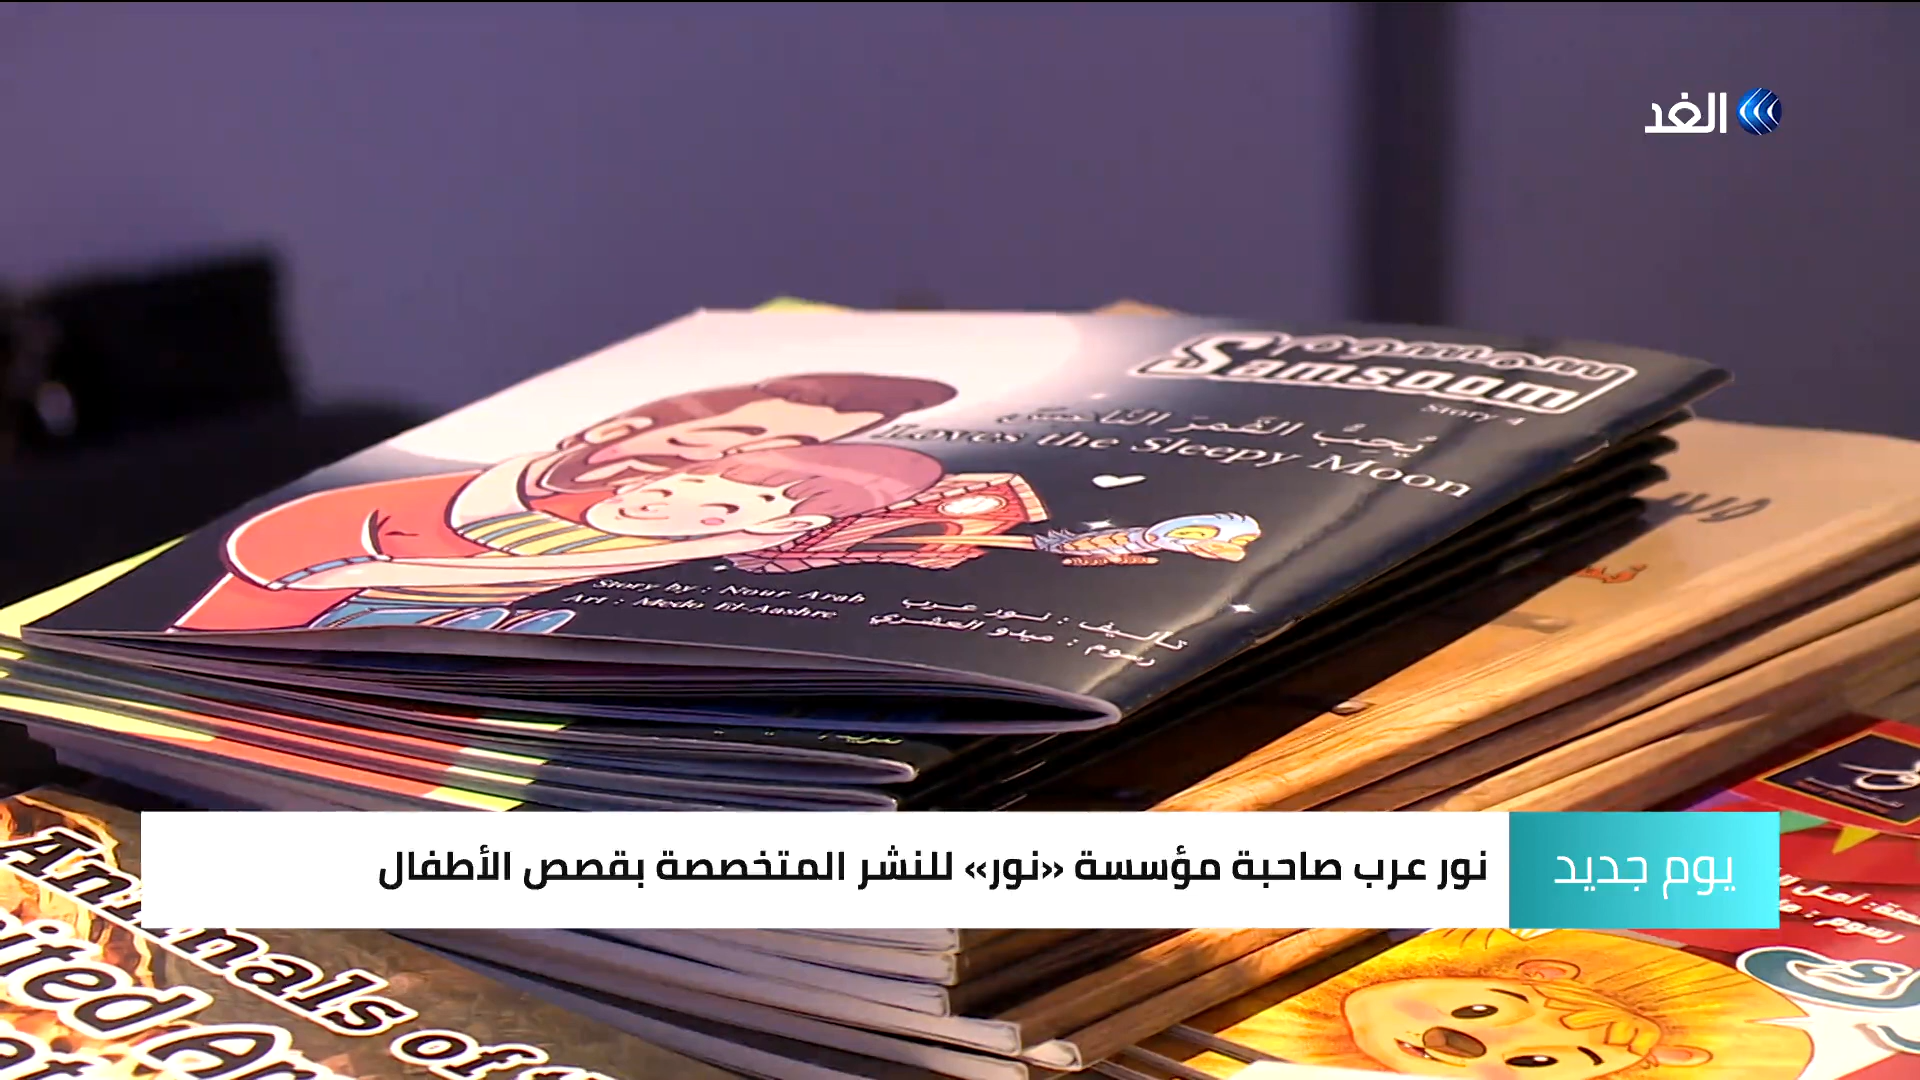 الغد
سمسوم
Samsoom
Story 4
يُحِبُّ القَمَرَ النَّاعِسَ
Loves the Sleepy Moon
Story by : Nour Arab
تأليف : نور عرب
Art : Medo El-Aashre
رسوم : ميدو العشري
يوم جديد
نور عرب صاحبة مؤسسة «نور» للنشر المتخصصة بقصص الأطفال
رسوم :
Animals of